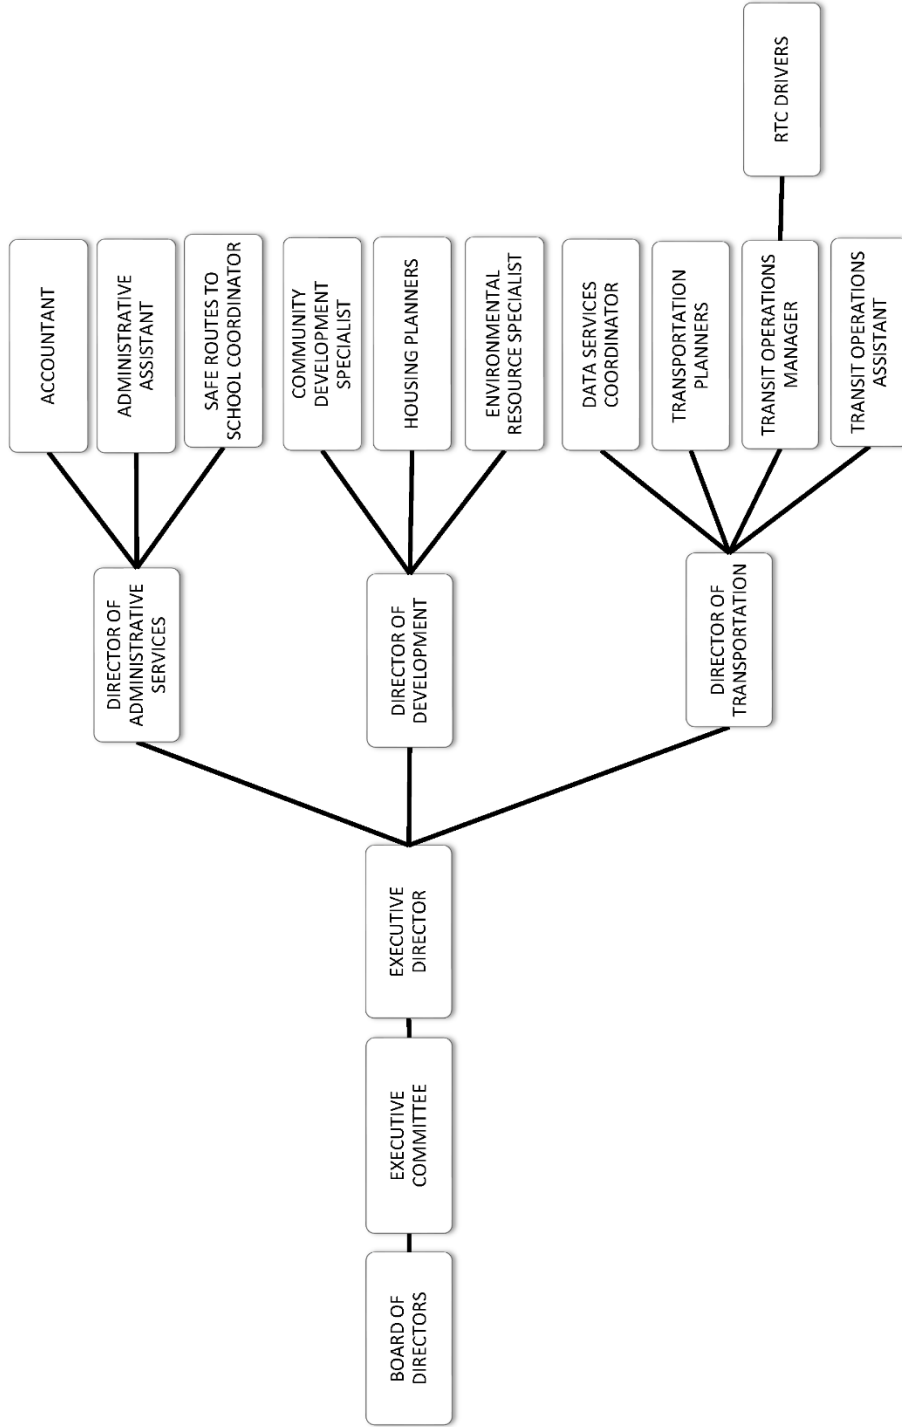 BOARD OF
DIRECTORS
EXECUTIVE
COMMITTEE
EXECUTIVE
DIRECTOR
DIRECTOR OF
ADMINISTRATIVE
SERVICES
DIRECTOR OF
DEVELOPMENT
DIRECTOR OF
TRANSPORTATION
ACCOUNTANT
ADMINISTRATIVE
ASSISTANT
SAFE ROUTES TO
SCHOOL COORDINATOR
COMMUNITY
DEVELOPMENT
SPECIALIST
HOUSING PLANNERS
ENVIRONMENTAL
RESOURCE SPECIALIST
DATA SERVICES
COORDINATOR
TRANSPORTATION
PLANNERS
TRANSIT OPERATIONS
MANAGER
TRANSIT OPERATIONS
ASSISTANT
RTC DRIVERS